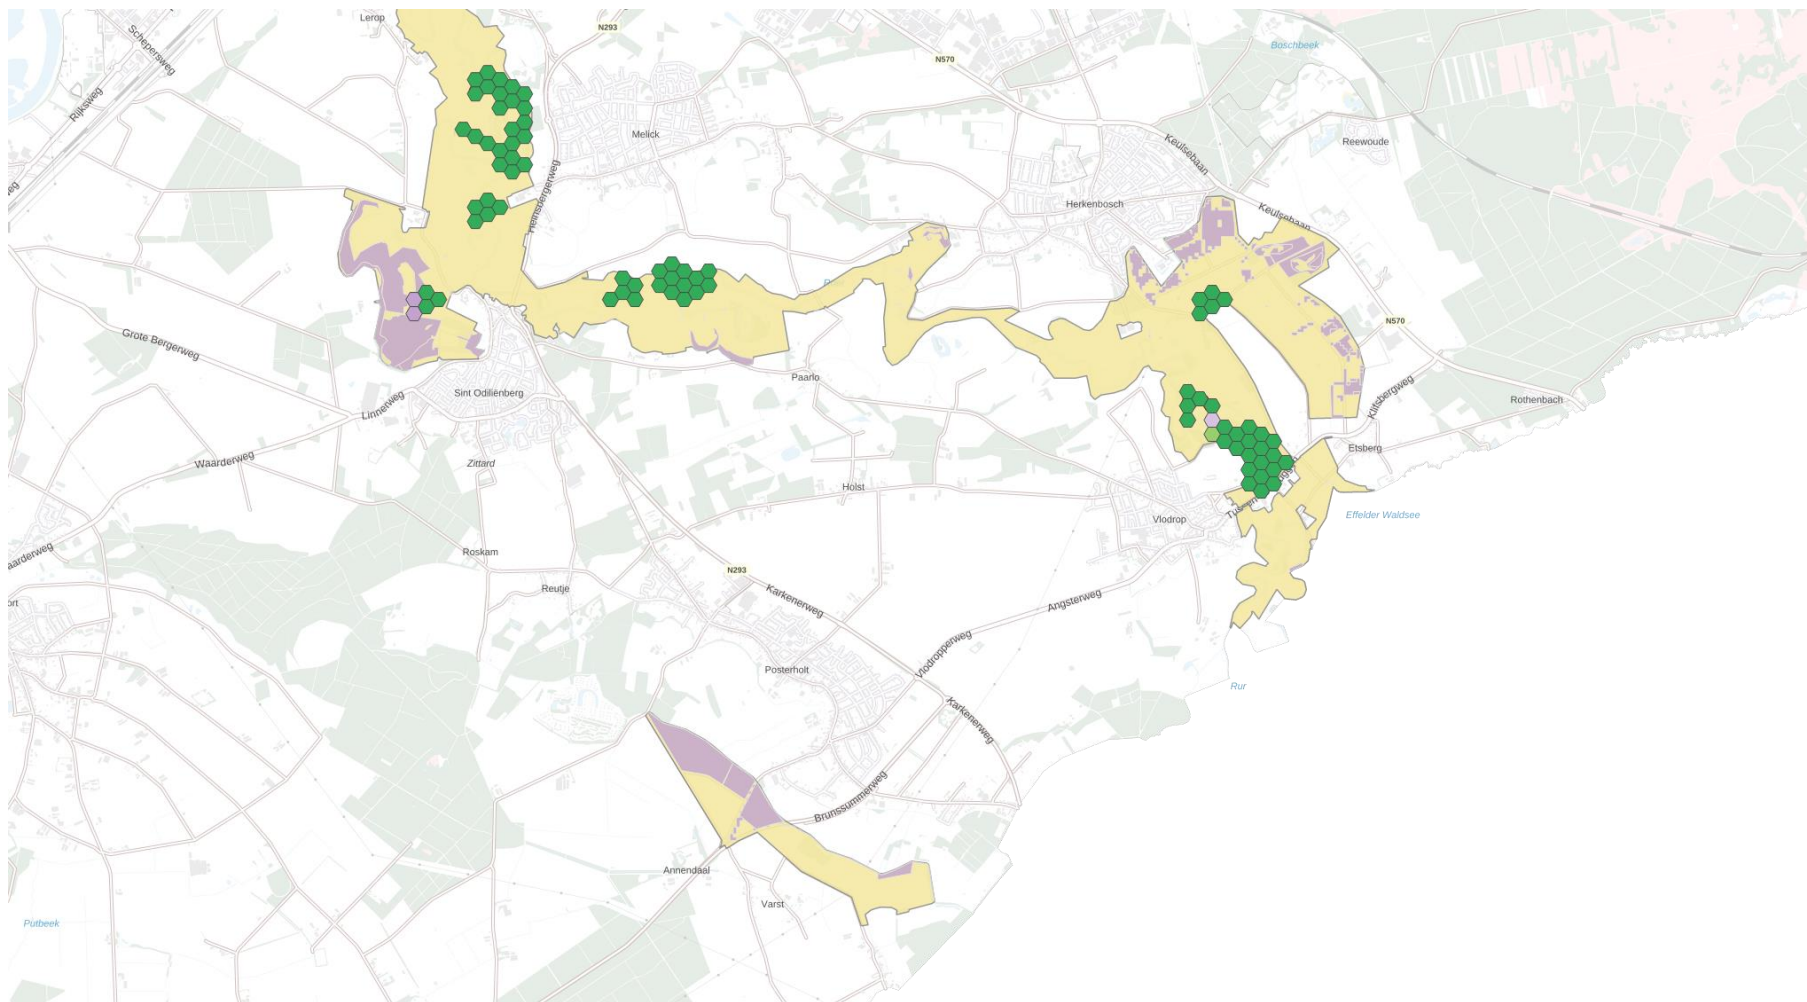 Lerop
N293
Boschbeek
N570
Schepersweg
Rijksweg
Melick
Keulsebaan
Reewoude
Heinsbergerweg
Herkenbosch
Keulsebaan
Grote Bergerweg
N570
Paarlo
Linnerweg
Sint Odiliënberg
Klifsbergweg
Rothenbach
Waarderweg
Zittard
Etsberg
Holst
Vlodrop
Effelder Waldsee
Roskam
N293
Reutje
Karkenerweg
Angsterweg
Vlodropperweg
Posterholt
Rur
Karkenerweg
Brunssummerweg
Annendaal
Varst
Putbeek